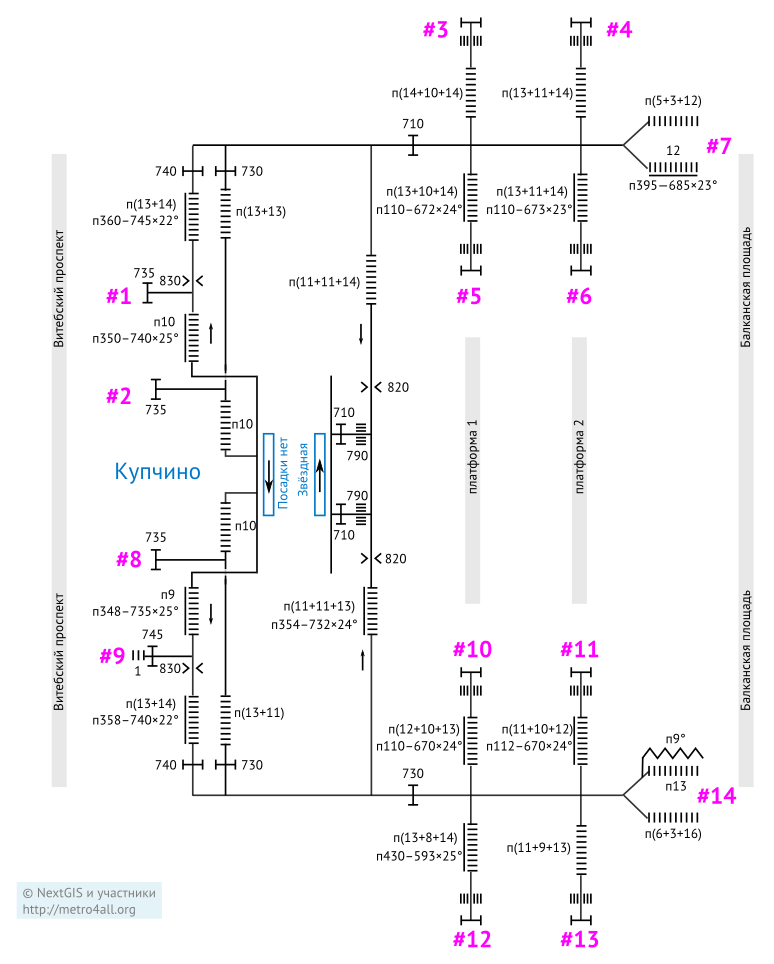 #3
#4
п(14+10+14)
п(13+11+14)
п(5+3+12)
710
12
#7
п395−685×23°
740
730
п(13+14)
п360−745×22°
п(13+13)
п(13+10+14)
п110−672×24°
п(13+11+14)
п110−673×23°
Витебский проспект
Балканская площадь
735
830
#1
п(11+11+14)
#5
#6
п10
п350−740×25°
#2
735
820
п10
710
790
Купчино
Посадки нет
Звёздная
платформа 1
платформа 2
790
710
п10
735
#8
820
п9
п348−735×25°
п(11+11+13)
п354−732×24°
Витебский проспект
Балканская площадь
745
#9
1
830
#10
#11
п(13+14)
п358−740×22°
п(13+11)
п(12+10+13)
п110−670×24°
п(11+10+12)
п112−670×24°
п9°
740
730
730
п13
#14
п(13+8+14)
п430−593×25°
п(11+9+13)
п(6+3+16)
#12
#13
© NextGIS и участники
http://metro4all.org